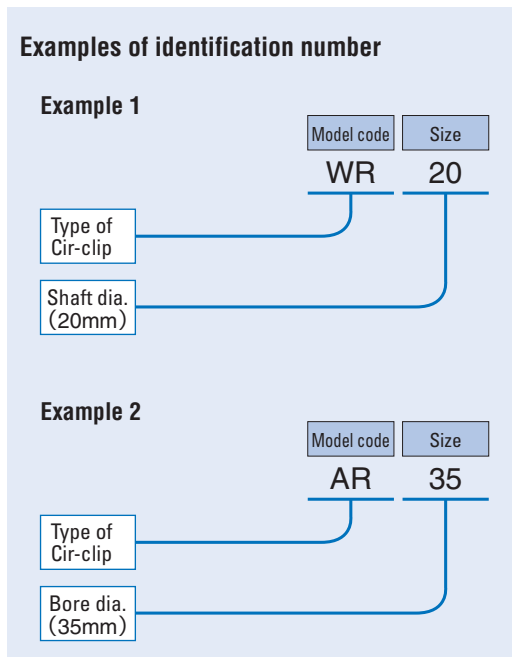 Examples of identification number
Example 1
Model code Size
WR 20
Type of
Cir-clip
Shaft dia.
(20mm)
Example 2
Model code Size
AR 35
Type of
Cir-clip
Bore dia.
(35mm)